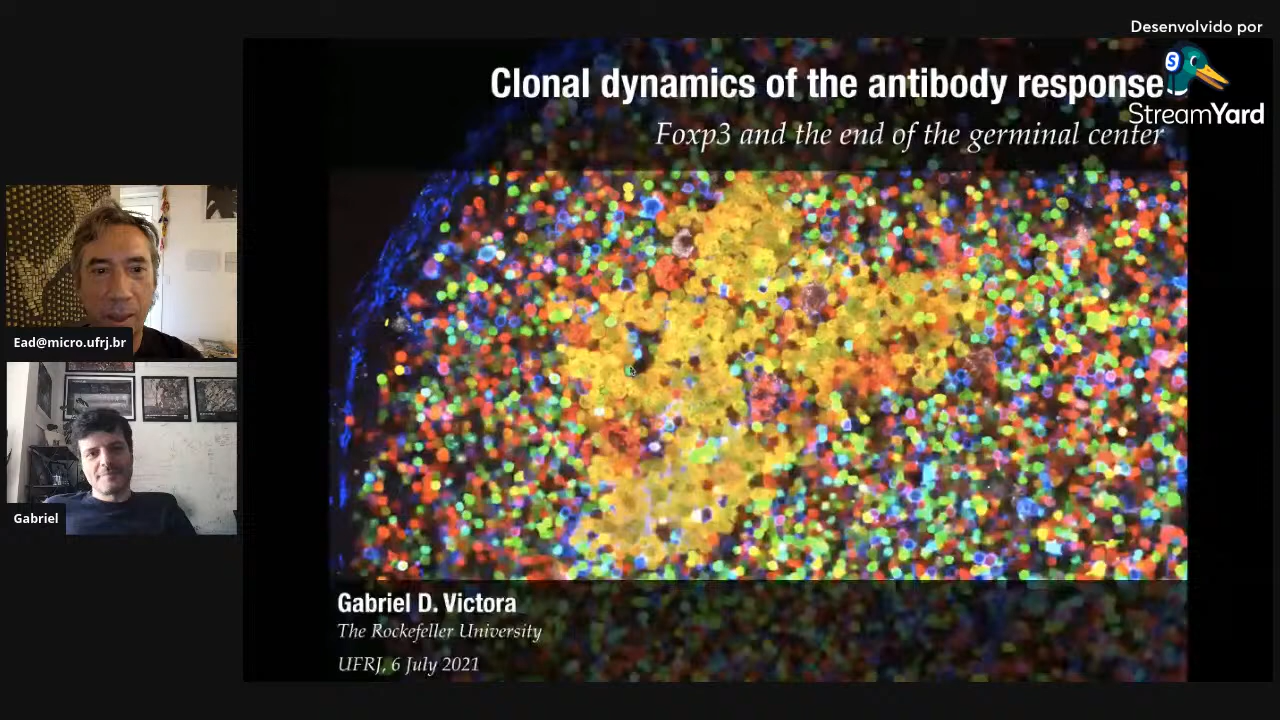 Desenvolvido por
StreamYard
Clonal dynamics of the antibody response
Foxp3 and the end of the germinal center
Ead@micro.ufrj.br
Gabriel
Gabriel D. Victora
The Rockefeller University
UFRJ, 6 July 2021